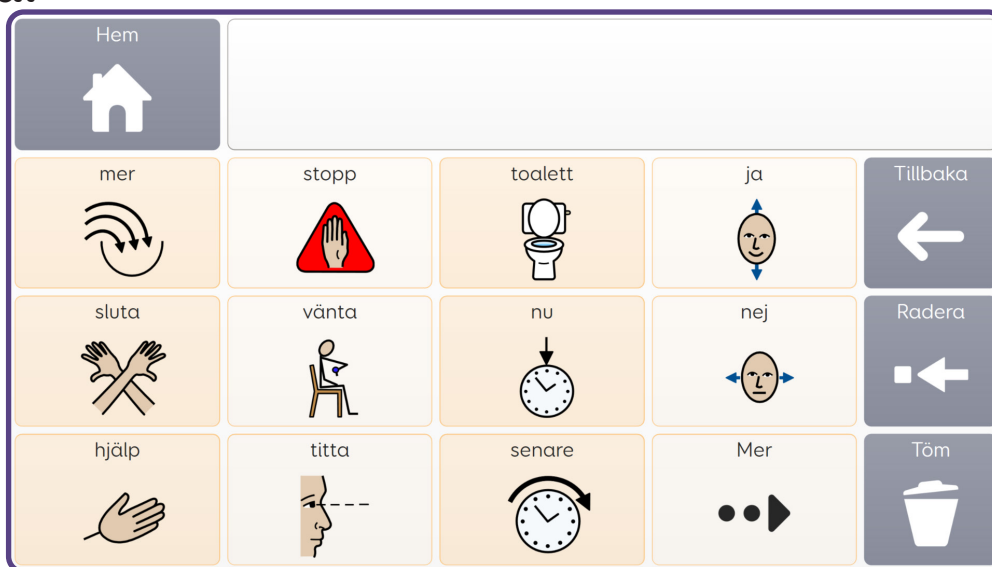 Hem
mer
stopp
toalett
ja
Tillbaka
sluta
vänta
nu
nej
Radera
hjälp
titta
senare
Mer
Töm